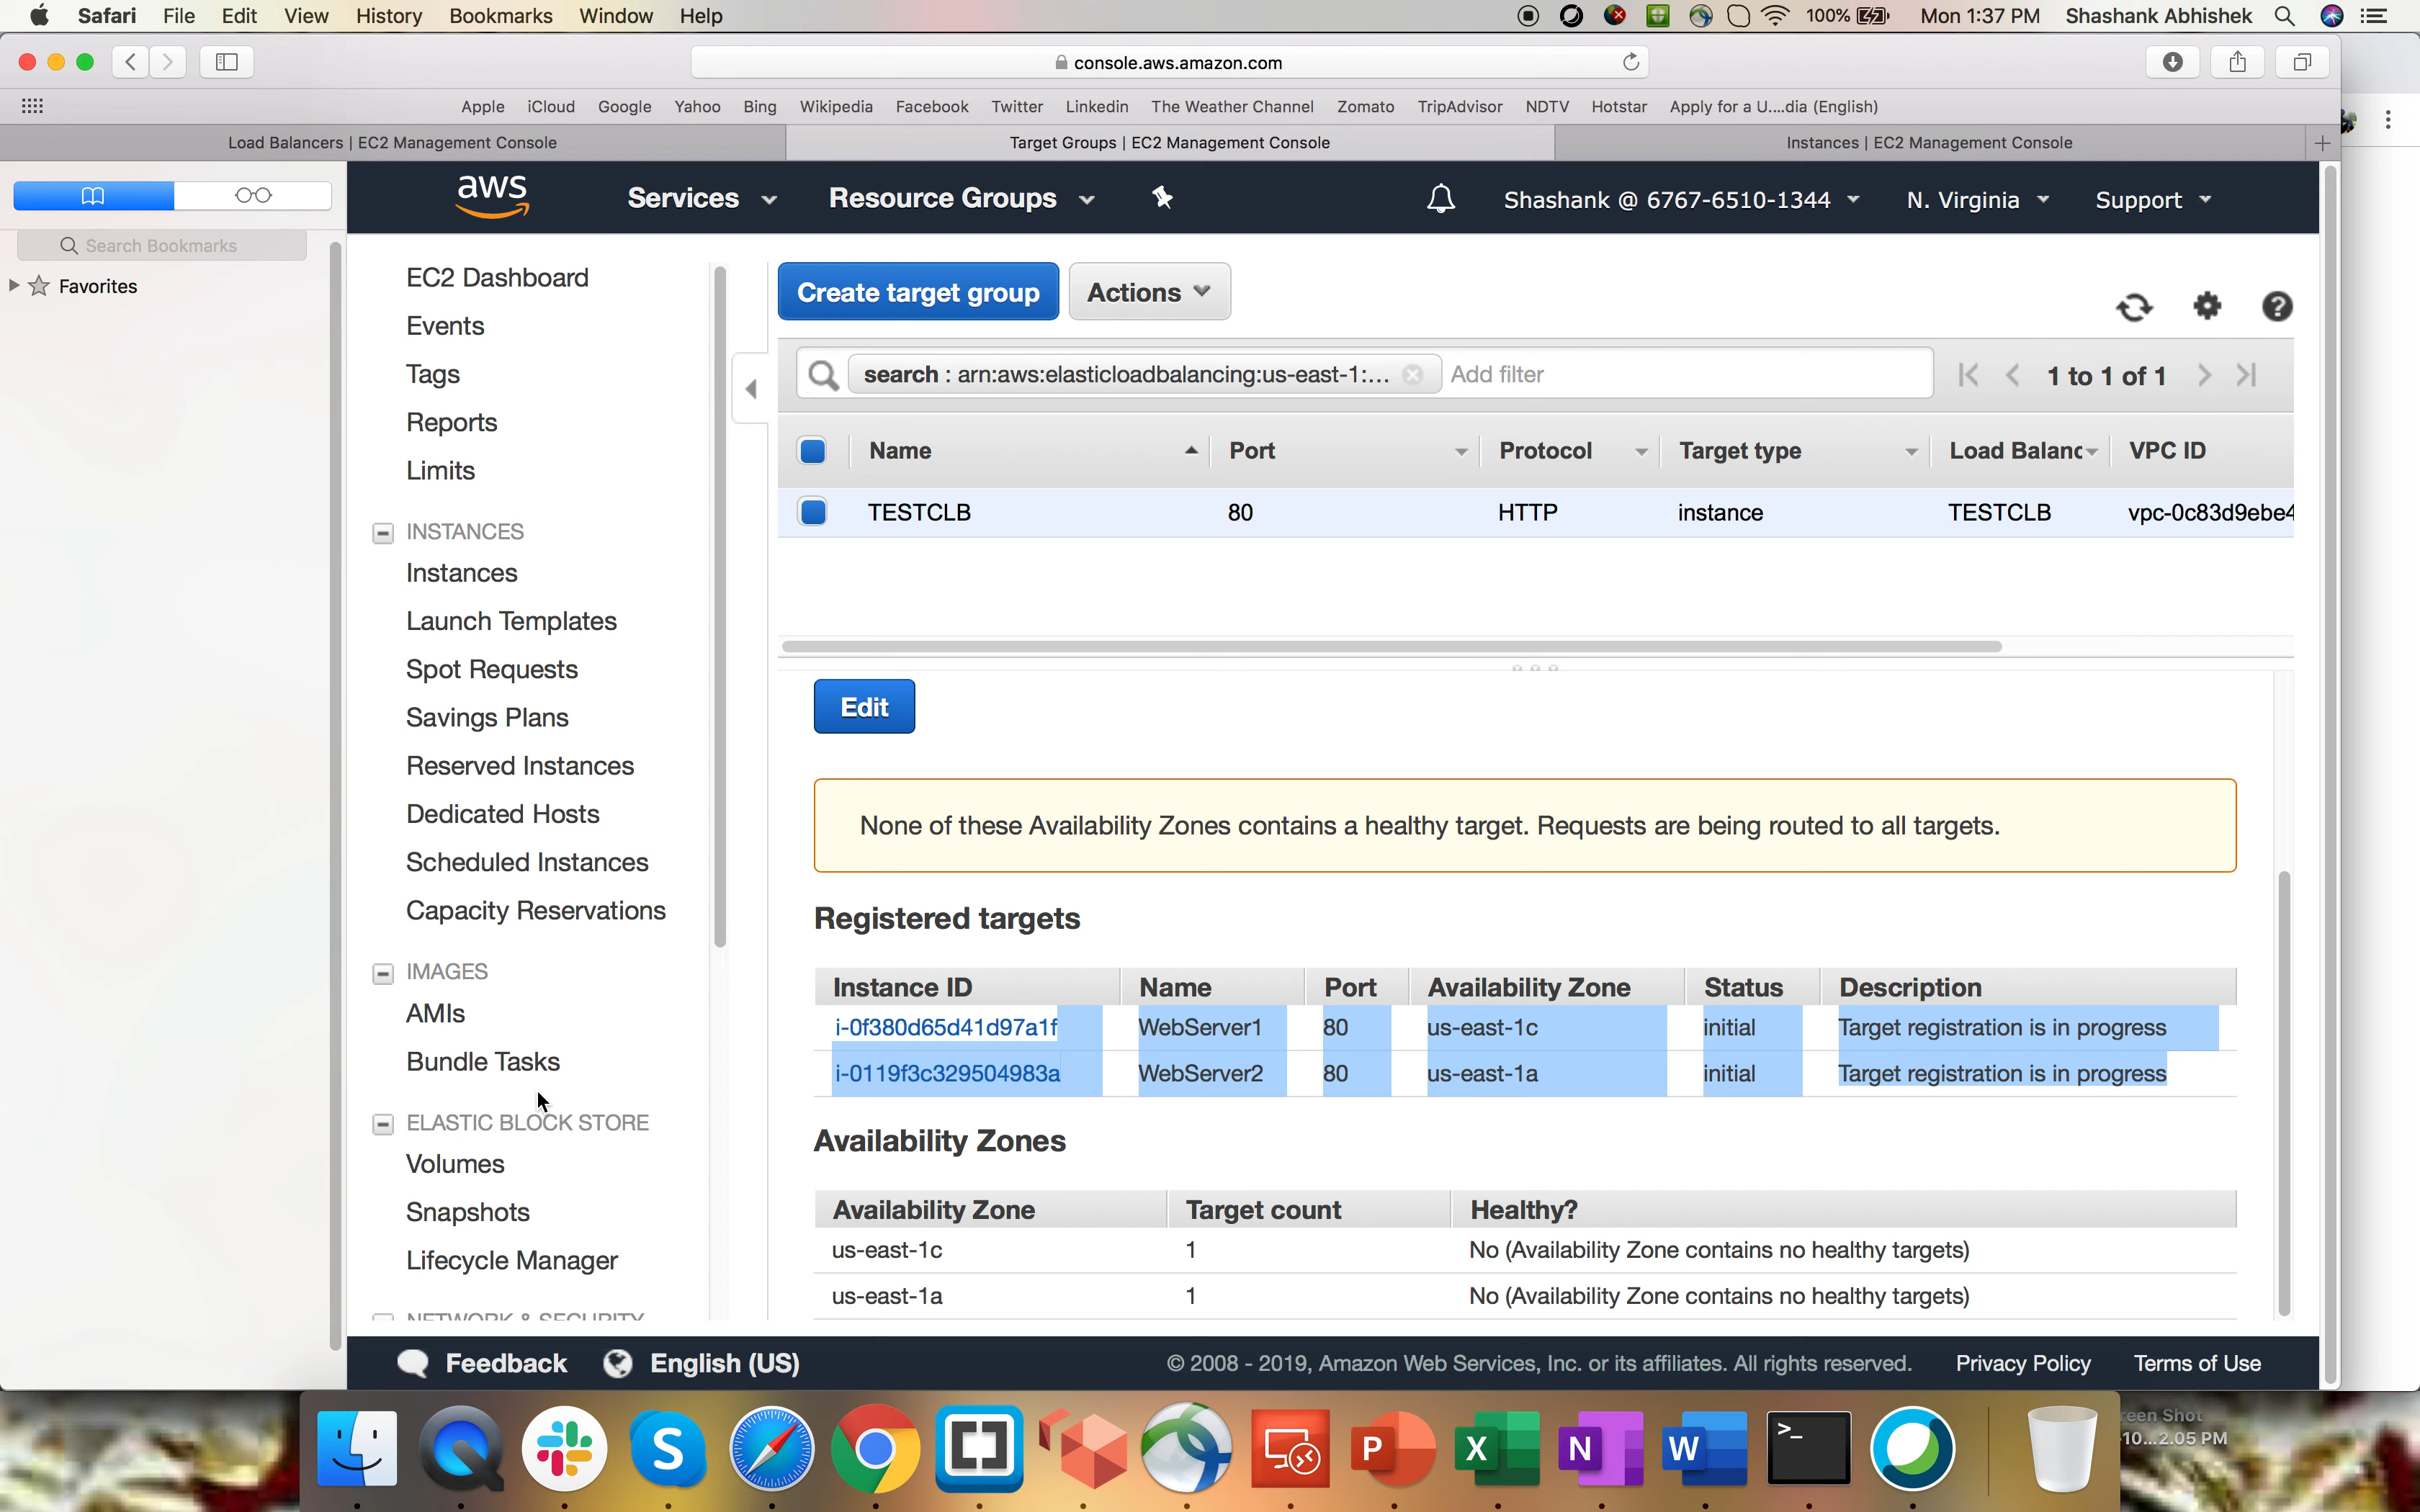 Safari File Edit View History Bookmarks Window Help 100% Mon 1:37 PM Shashank Abhishek
console.aws.amazon.com
Apple iCloud Google Yahoo Bing Wikipedia Facebook Twitter Linkedin The Weather Channel Zomato TripAdvisor NDTV Hotstar Apply for a U....dia (English)
Load Balancers | EC2 Management Console Target Groups | EC2 Management Console Instances | EC2 Management Console
aws Services Resource Groups Shashank @ 6767-6510-1344 N. Virginia Support
Search Bookmarks
Favorites
EC2 Dashboard
Events
Tags
Reports
Limits
INSTANCES
Instances
Launch Templates
Spot Requests
Savings Plans
Reserved Instances
Dedicated Hosts
Scheduled Instances
Capacity Reservations
IMAGES
AMIs
Bundle Tasks
ELASTIC BLOCK STORE
Volumes
Snapshots
Lifecycle Manager
NETWORK & SECURITY
Create target group Actions
search : arn:aws:elasticloadbalancing:us-east-1:... Add filter 1 to 1 of 1
Name Port Protocol Target type Load Balanc VPC ID
TESTCLB 80 HTTP instance TESTCLB vpc-0c83d9ebe4
Edit
None of these Availability Zones contains a healthy target. Requests are being routed to all targets.
Registered targets
Instance ID Name Port Availability Zone Status Description
i-0f380d65d41d97a1f WebServer1 80 us-east-1c initial Target registration is in progress
i-0119f3c329504983a WebServer2 80 us-east-1a initial Target registration is in progress
Availability Zones
Availability Zone Target count Healthy?
us-east-1c 1 No (Availability Zone contains no healthy targets)
us-east-1a 1 No (Availability Zone contains no healthy targets)
Feedback English (US) © 2008 - 2019, Amazon Web Services, Inc. or its affiliates. All rights reserved. Privacy Policy Terms of Use
S P X N W >_
reen Shot
10...2.05 PM